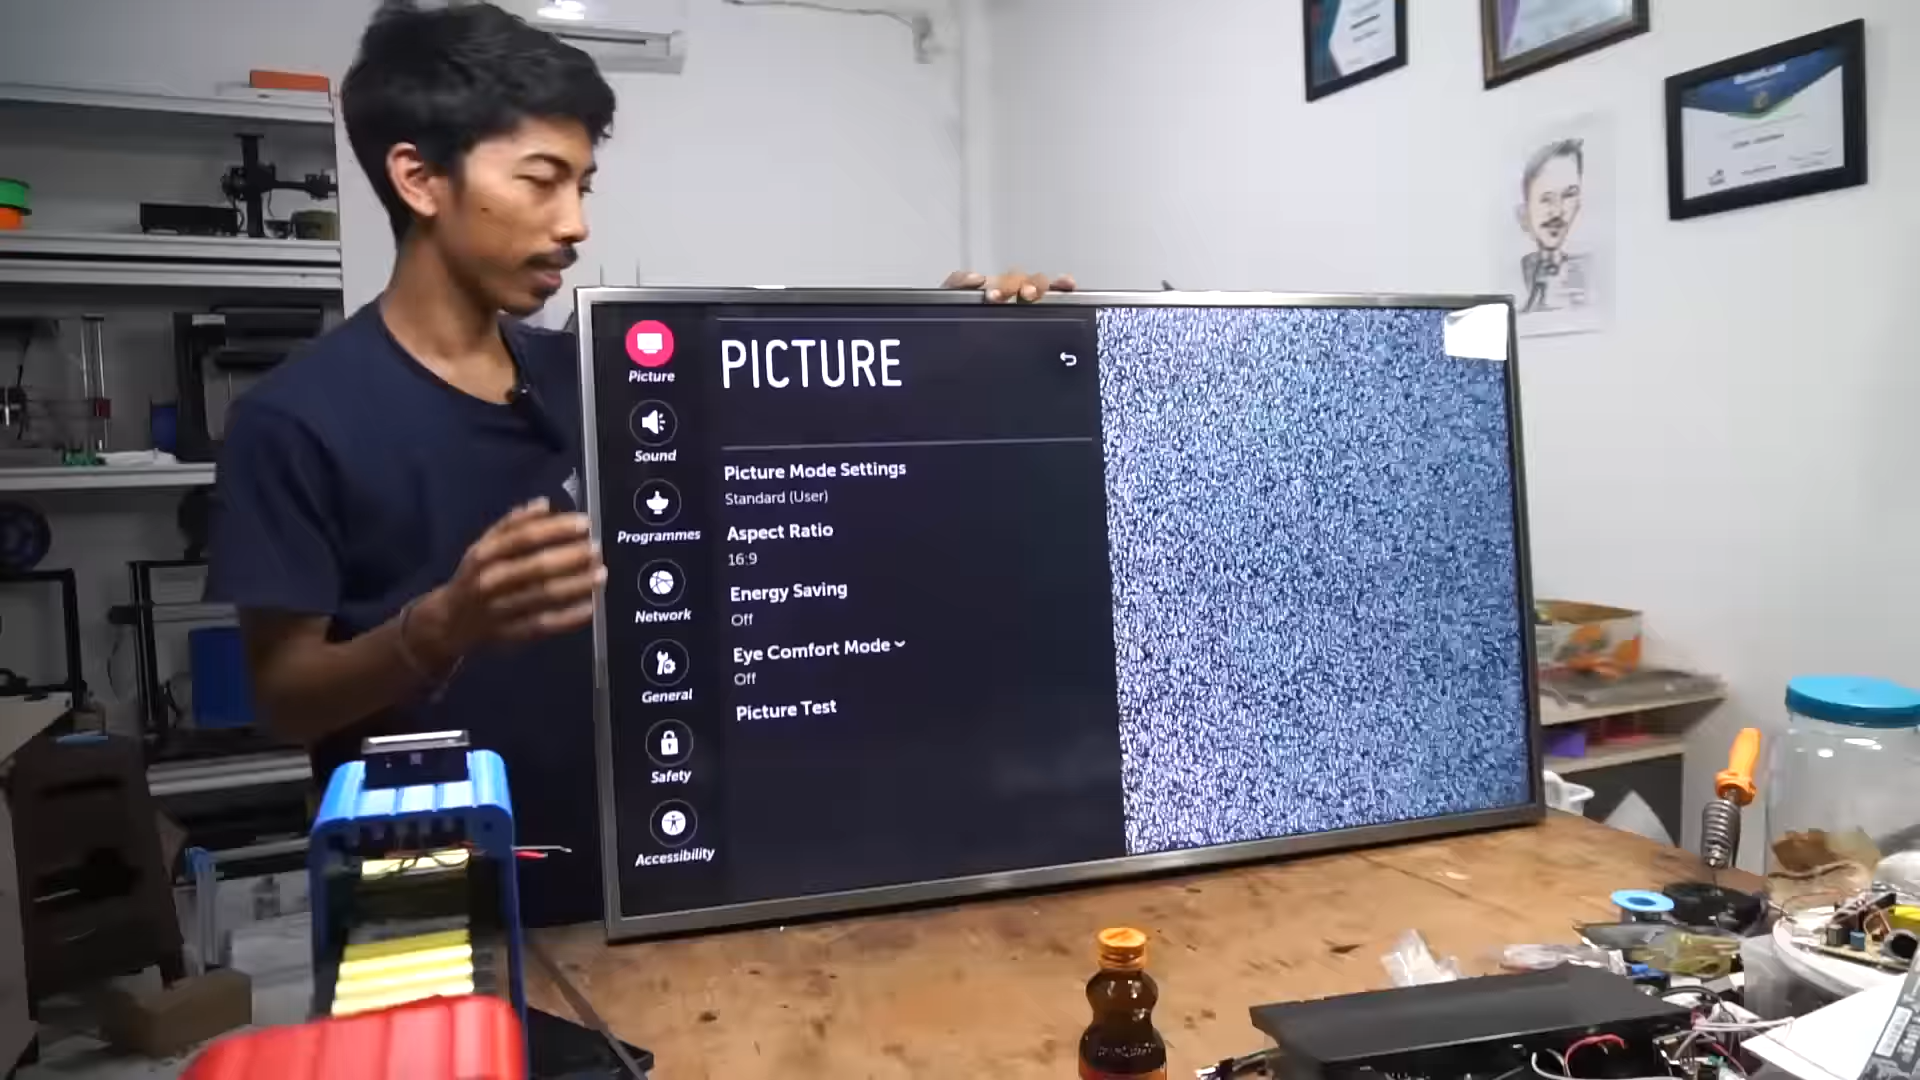 Picture
Sound
Programmes
Network
General
Safety
Accessibility
PICTURE
Picture Mode Settings
Standard (User)
Aspect Ratio
16:9
Energy Saving
Off
Eye Comfort Mode
Off
Picture Test